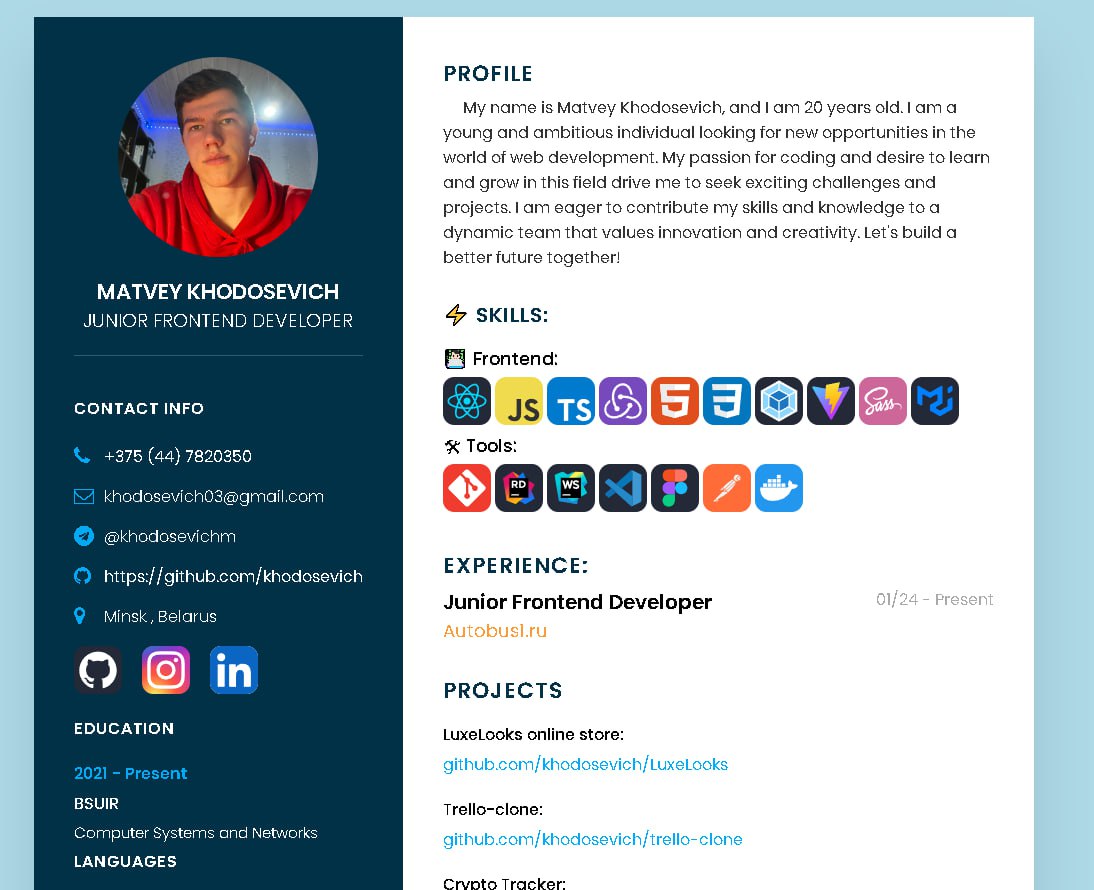 MATVEY KHODOSEVICH
JUNIOR FRONTEND DEVELOPER
CONTACT INFO
+375 (44) 7820350
khodosevich03@gmail.com
@khodosevichm
https://github.com/khodosevich
Minsk , Belarus
in
EDUCATION
2021 - Present
BSUIR
Computer Systems and Networks
LANGUAGES
PROFILE
My name is Matvey Khodosevich, and I am 20 years old. I am a
young and ambitious individual looking for new opportunities in the
world of web development. My passion for coding and desire to learn
and grow in this field drive me to seek exciting challenges and
projects. I am eager to contribute my skills and knowledge to a
dynamic team that values innovation and creativity. Let's build a
better future together!
SKILLS:
Frontend:
JS TS 5 3 Sass
Tools:
RD WS
EXPERIENCE:
Junior Frontend Developer 01/24 - Present
Autobus1.ru
PROJECTS
LuxeLooks online store:
github.com/khodosevich/LuxeLooks
Trello-clone:
github.com/khodosevich/trello-clone
Crypto Tracker: